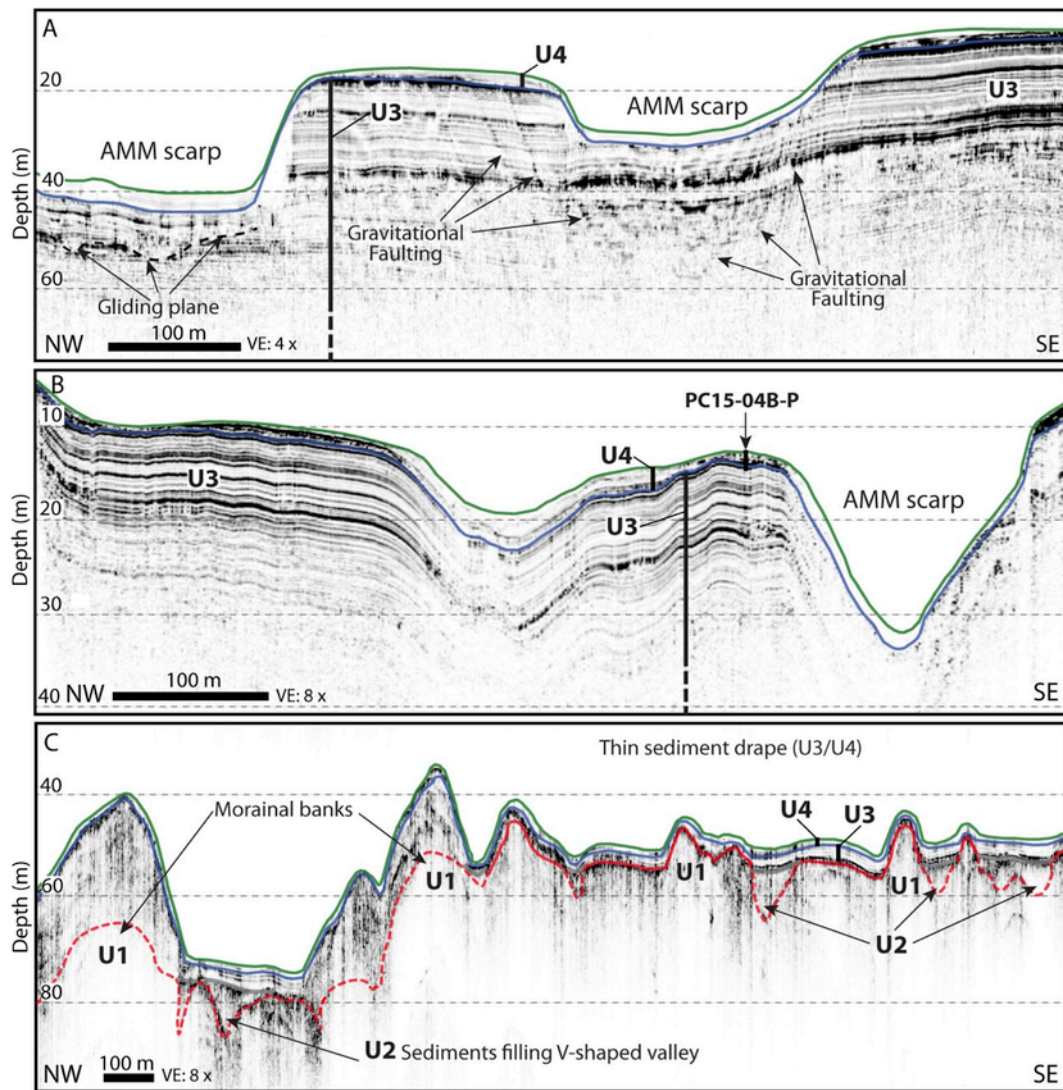 A
U4
20
AMM scarp
U3
AMM scarp
U3
40
Depth (m)
Gravitational
Faulting
Gravitational
Faulting
60
Gliding plane
100 m
NW
VE: 4 x
SE
B
10
PC15-04B-P
U4
U3
AMM scarp
20
U3
Depth (m)
30
100 m
40
NW
VE: 8 x
SE
C
Thin sediment drape (U3/U4)
40
Morainal banks
U4
U3
U1
U1
U1
Depth (m)
60
U1
U2
80
U2 Sediments filling V-shaped valley
100 m
NW
VE: 8 x
SE